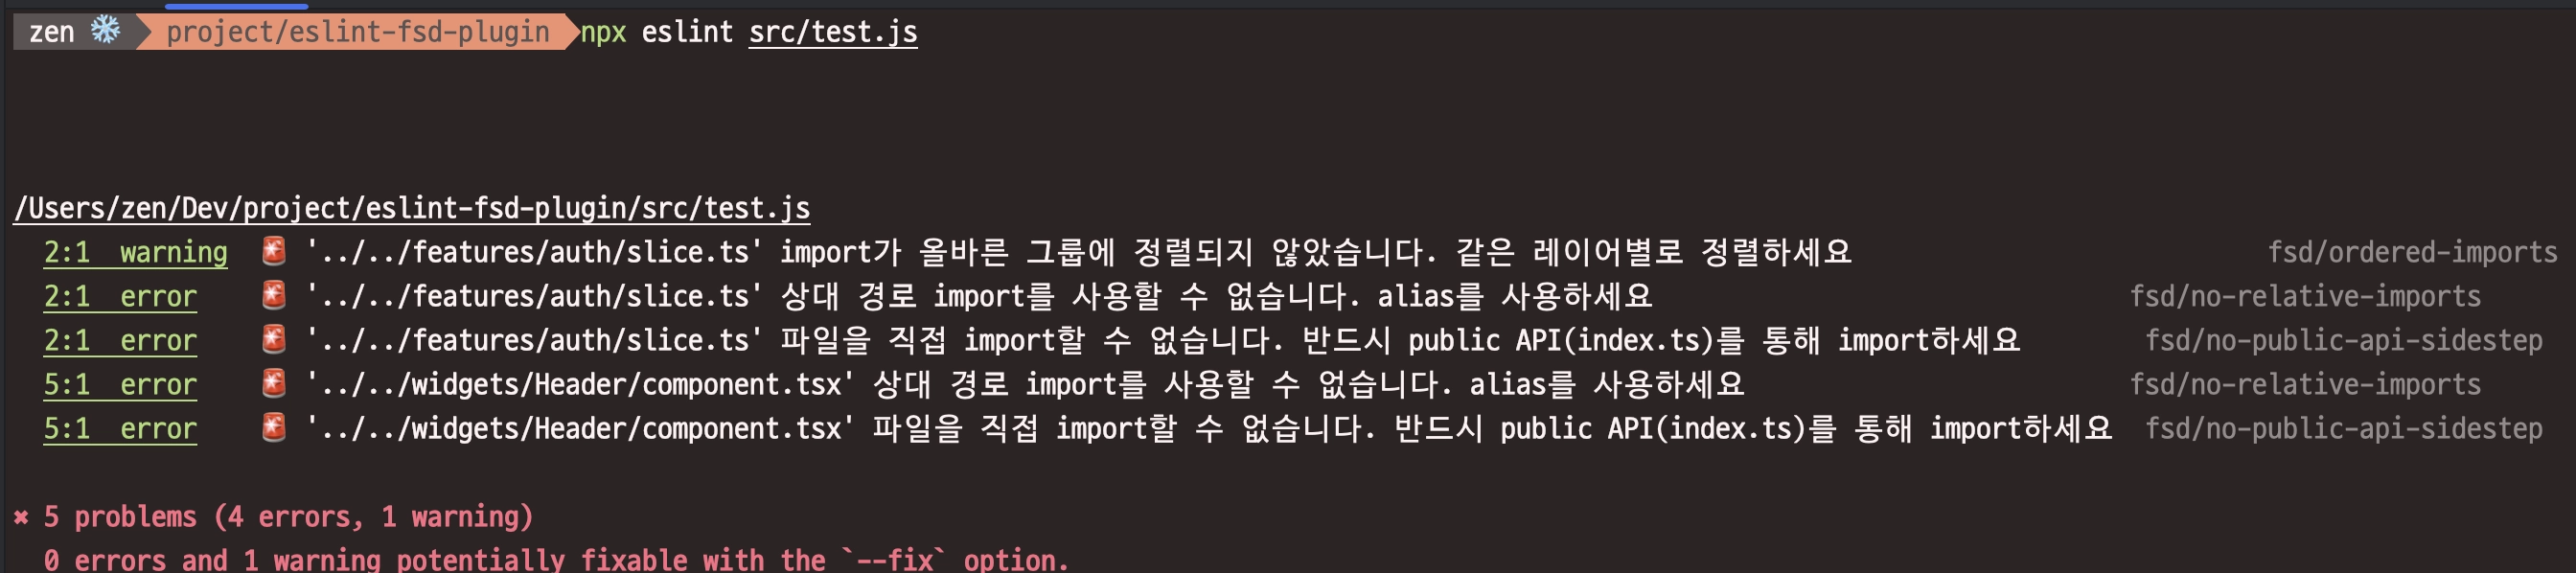 zen ❄️ project/eslint-fsd-plugin npx eslint src/test.js
/Users/zen/Dev/project/eslint-fsd-plugin/src/test.js
2:1 warning 🚨 '../../features/auth/slice.ts' import가 올바른 그룹에 정렬되지 않았습니다. 같은 레이어별로 정렬하세요 fsd/ordered-imports
2:1 error 🚨 '../../features/auth/slice.ts' 상대 경로 import를 사용할 수 없습니다. alias를 사용하세요 fsd/no-relative-imports
2:1 error 🚨 '../../features/auth/slice.ts' 파일을 직접 import할 수 없습니다. 반드시 public API(index.ts)를 통해 import하세요 fsd/no-public-api-sidestep
5:1 error 🚨 '../../widgets/Header/component.tsx' 상대 경로 import를 사용할 수 없습니다. alias를 사용하세요 fsd/no-relative-imports
5:1 error 🚨 '../../widgets/Header/component.tsx' 파일을 직접 import할 수 없습니다. 반드시 public API(index.ts)를 통해 import하세요 fsd/no-public-api-sidestep
✖ 5 problems (4 errors, 1 warning)
0 errors and 1 warning potentially fixable with the `--fix` option.